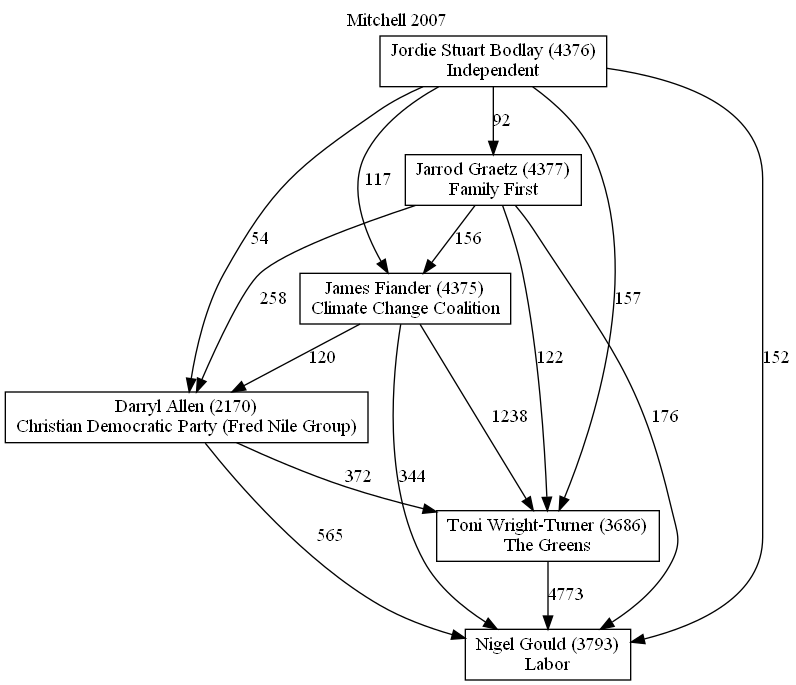 Mitchell 2007
Jordie Stuart Bodlay (4376)
Independent
92
Jarrod Graetz (4377)
Family First
117
54
156
James Fiander (4375)
Climate Change Coalition
258
157
120
122
152
Darryl Allen (2170)
Christian Democratic Party (Fred Nile Group)
1238
176
372
344
Toni Wright-Turner (3686)
The Greens
565
4773
Nigel Gould (3793)
Labor